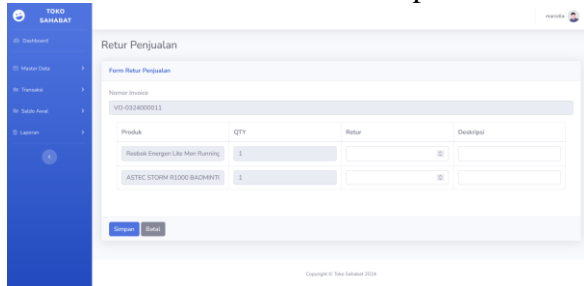 TOKO
SAHABAT
Dashboard
Master Data
Transaksi
Saldo Awal
Laporan
Retur Penjualan
Form Retur Penjualan
Nomor Invoice
VO-0324000011
Produk QTY Retur Deskripsi
Reebok Energen Lite Men Running 1
ASTEC STORM R1000 BADMINTI 1
Simpan Batal
Copyright © Toko Sahabat 2024